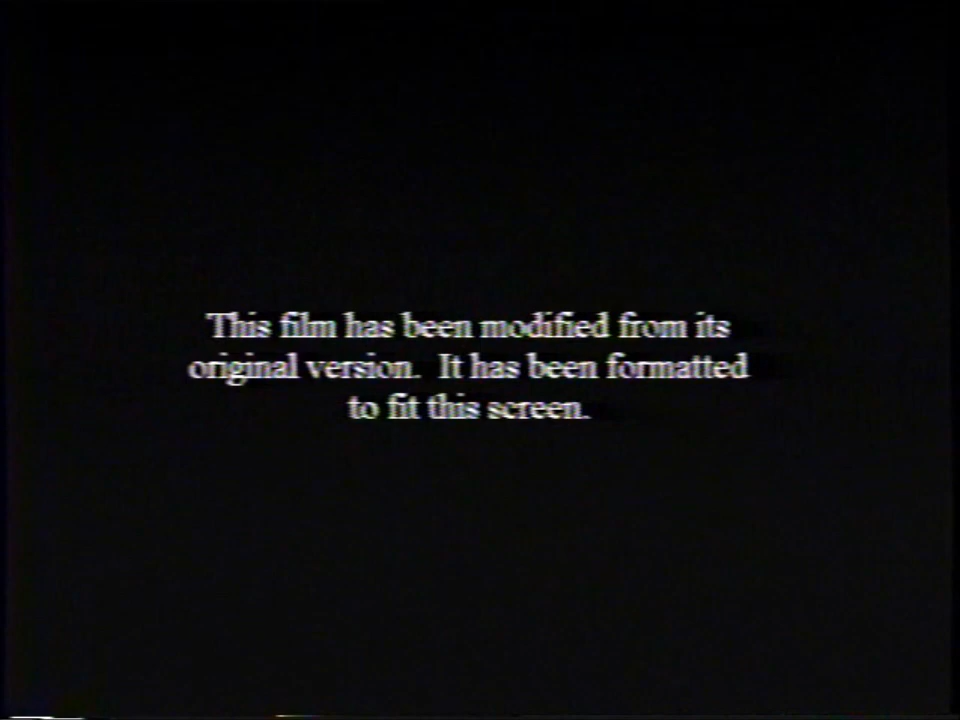 This film has been modified from its
original version.  It has been formatted
to fit this screen.